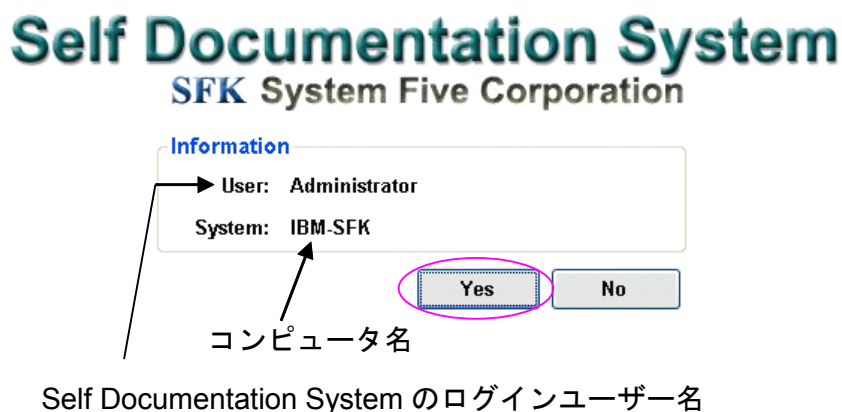 Self Documentation System
SFK System Five Corporation
Information
User: Administrator
System: IBM-SFK
Yes No
コンピュータ名
Self Documentation System のログインユーザー名